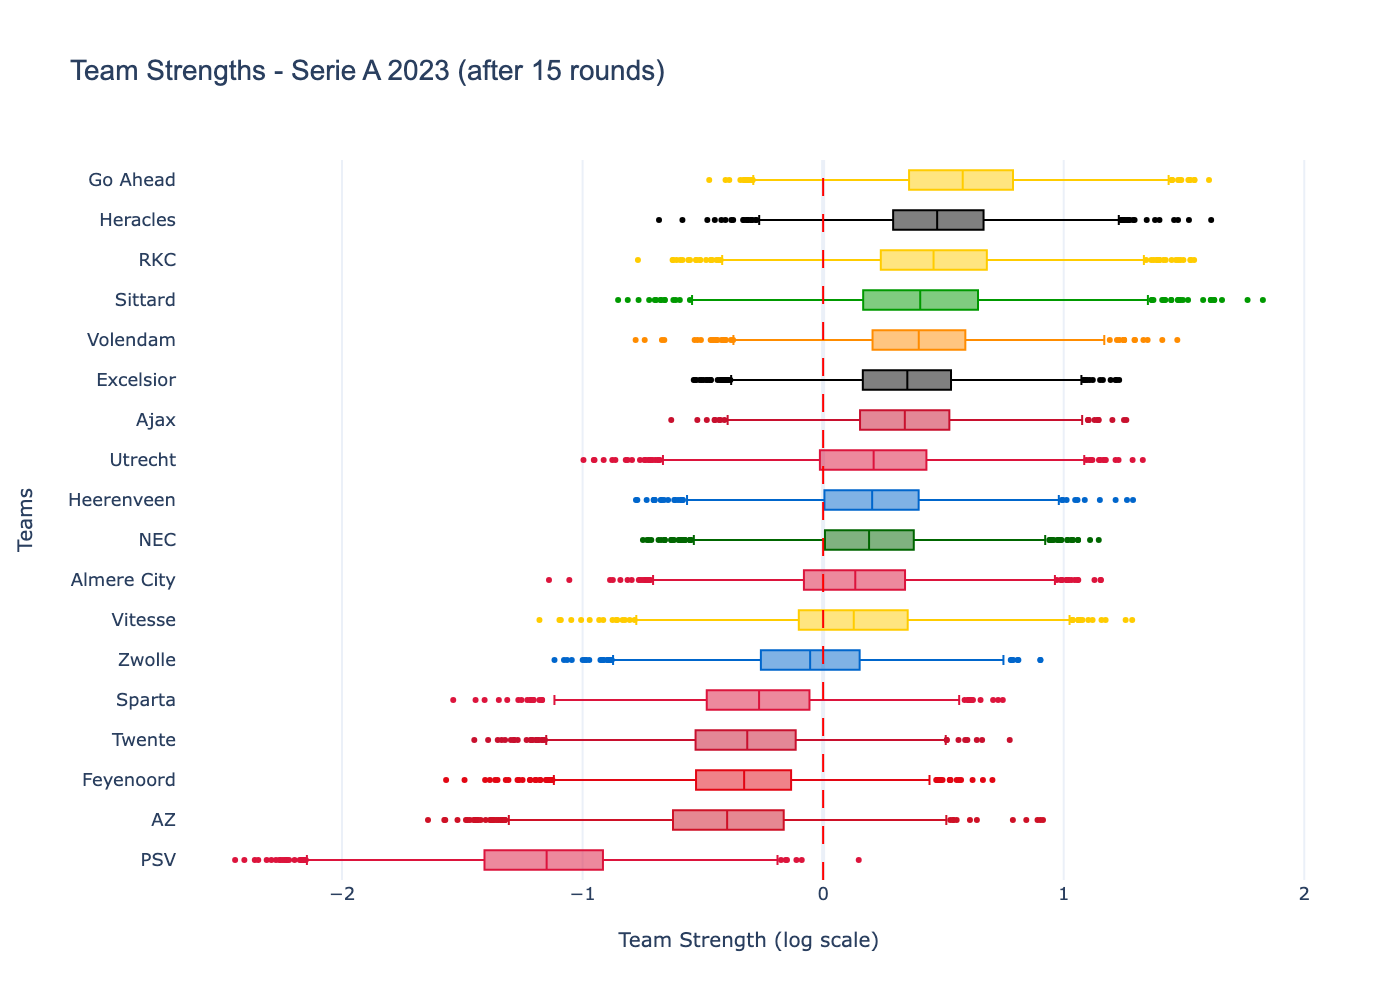 Team Strengths - Serie A 2023 (after 15 rounds)
Teams
Go Ahead
Heracles
RKC
Sittard
Volendam
Excelsior
Ajax
Utrecht
Heerenveen
NEC
Almere City
Vitesse
Zwolle
Sparta
Twente
Feyenoord
AZ
PSV
−2 −1 0 1 2
Team Strength (log scale)